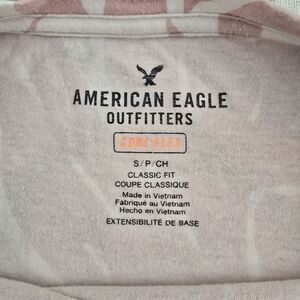 AMERICAN EAGLE
OUTFITTERS
CORE FLEX
S/P/CH
CLASSIC FIT
COUPE CLASSIQUE
Made in Vietnam
Fabriqué au Vietnam
Hecho en Vietnam
EXTENSIBILITÉ DE BASE